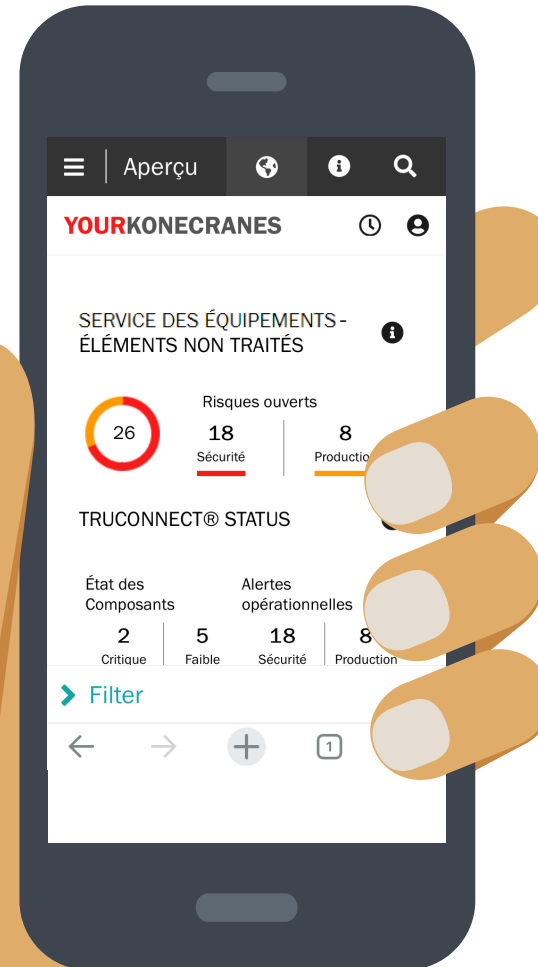 Aperçu
YOURKONECRANES
SERVICE DES ÉQUIPEMENTS -
ÉLÉMENTS NON TRAITÉS
26
Risques ouverts
18 8
Sécurité Productio
TRUCONNECT® STATUS
État des Alertes
Composants opérationnelles
2 5 18 8
Critique Faible Sécurité Production
Filter
1